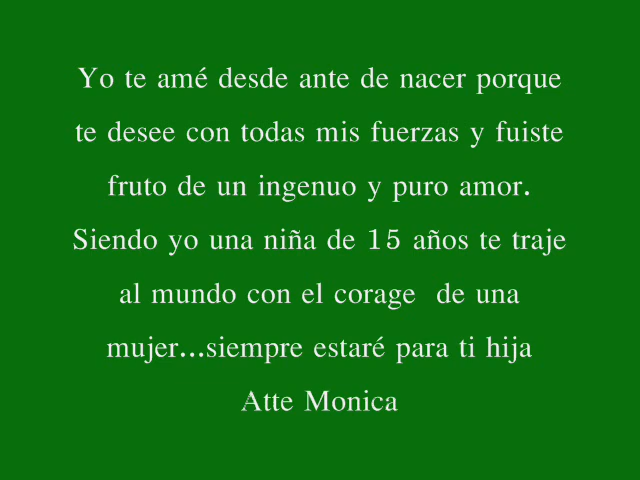 Yo te amé desde ante de nacer porque
te desee con todas mis fuerzas y fuiste
fruto de un ingenuo y puro amor.
Siendo yo una niña de 15 años te traje
al mundo con el corage  de una
mujer...siempre estaré para ti hija
Atte Monica